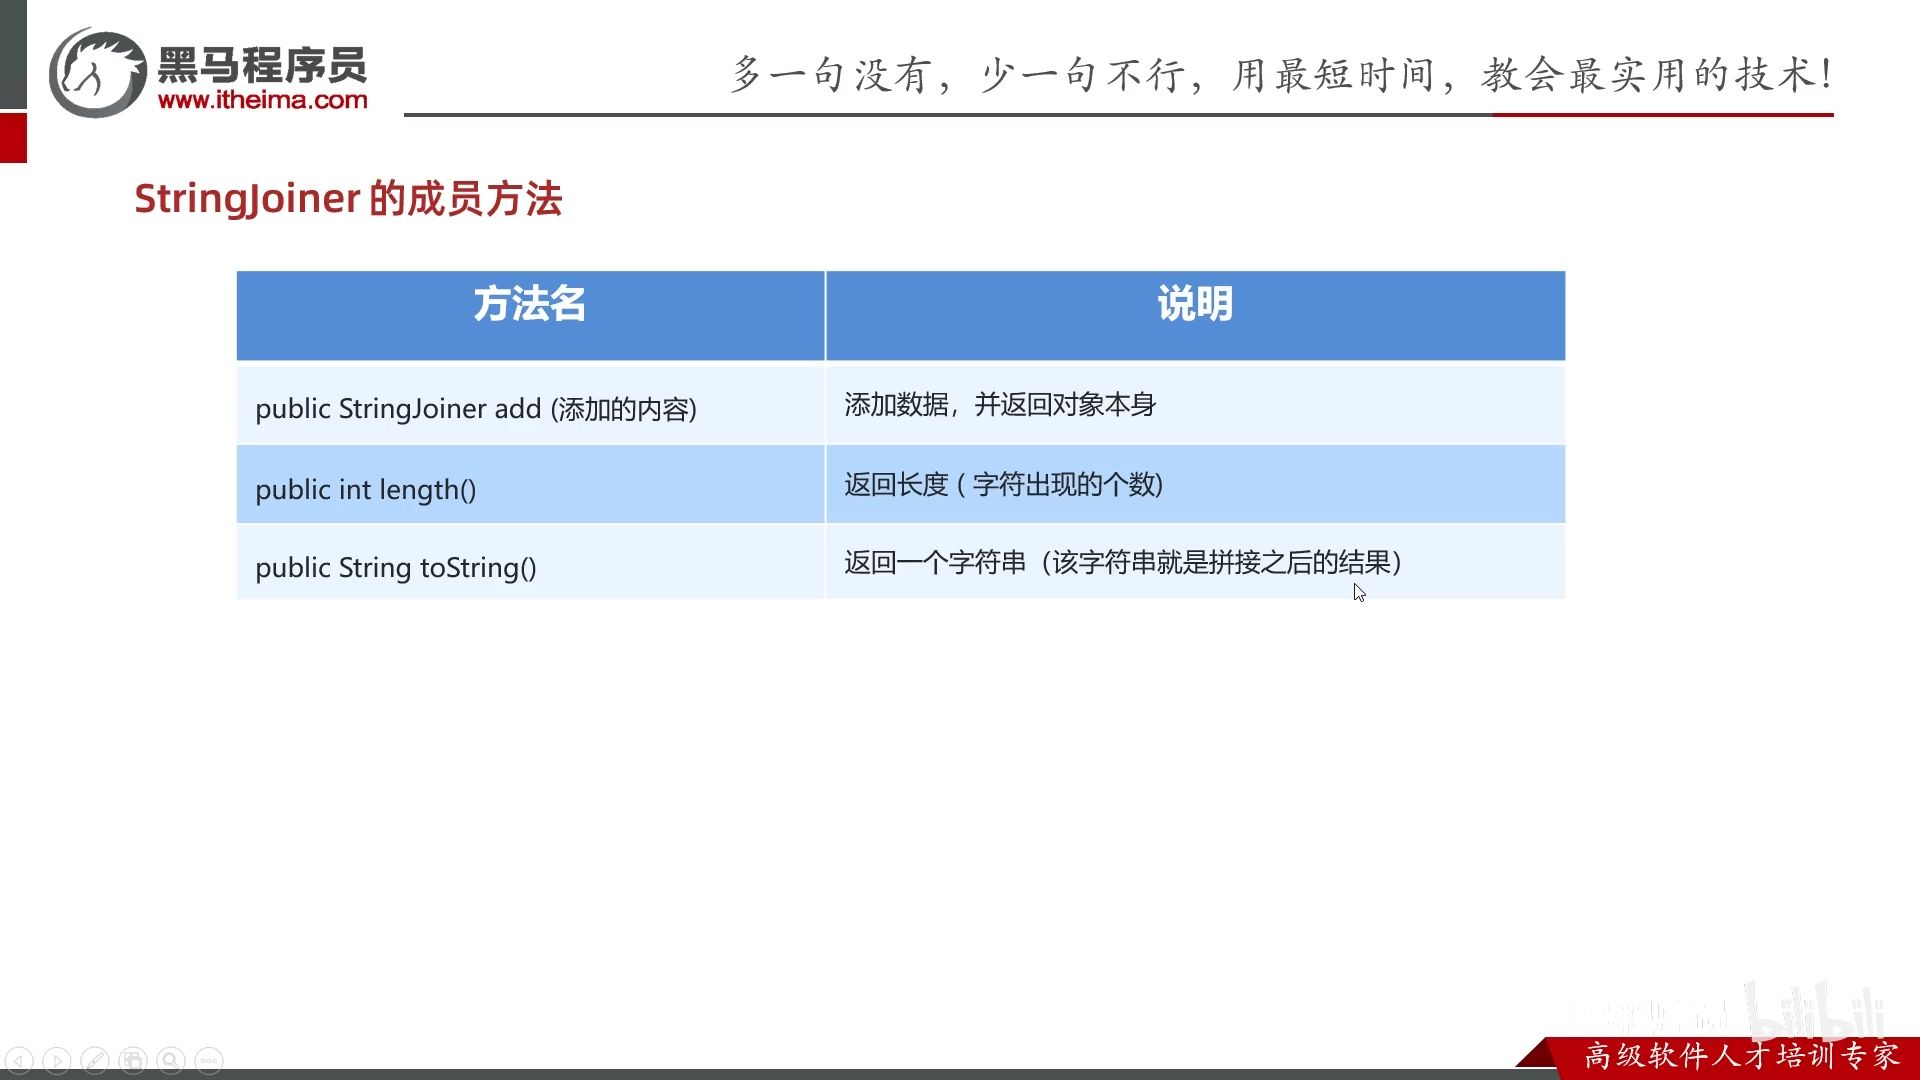 黑马程序员
www.itheima.com
多一句没有，少一句不行，用最短时间，教会最实用的技术！
StringJoiner 的成员方法
方法名
说明
public StringJoiner add (添加的内容)
添加数据，并返回对象本身
public int length()
返回长度 ( 字符出现的个数)
public String toString()
返回一个字符串（该字符串就是拼接之后的结果）
bilibili
高级软件人才培训专家